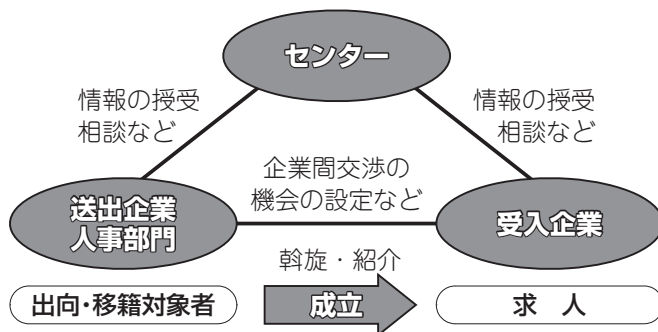 センター
情報の授受
相談など
情報の授受
相談など
企業間交渉の
機会の設定など
送出企業
人事部門
受入企業
斡旋・紹介
出向・移籍対象者
成立
求　人